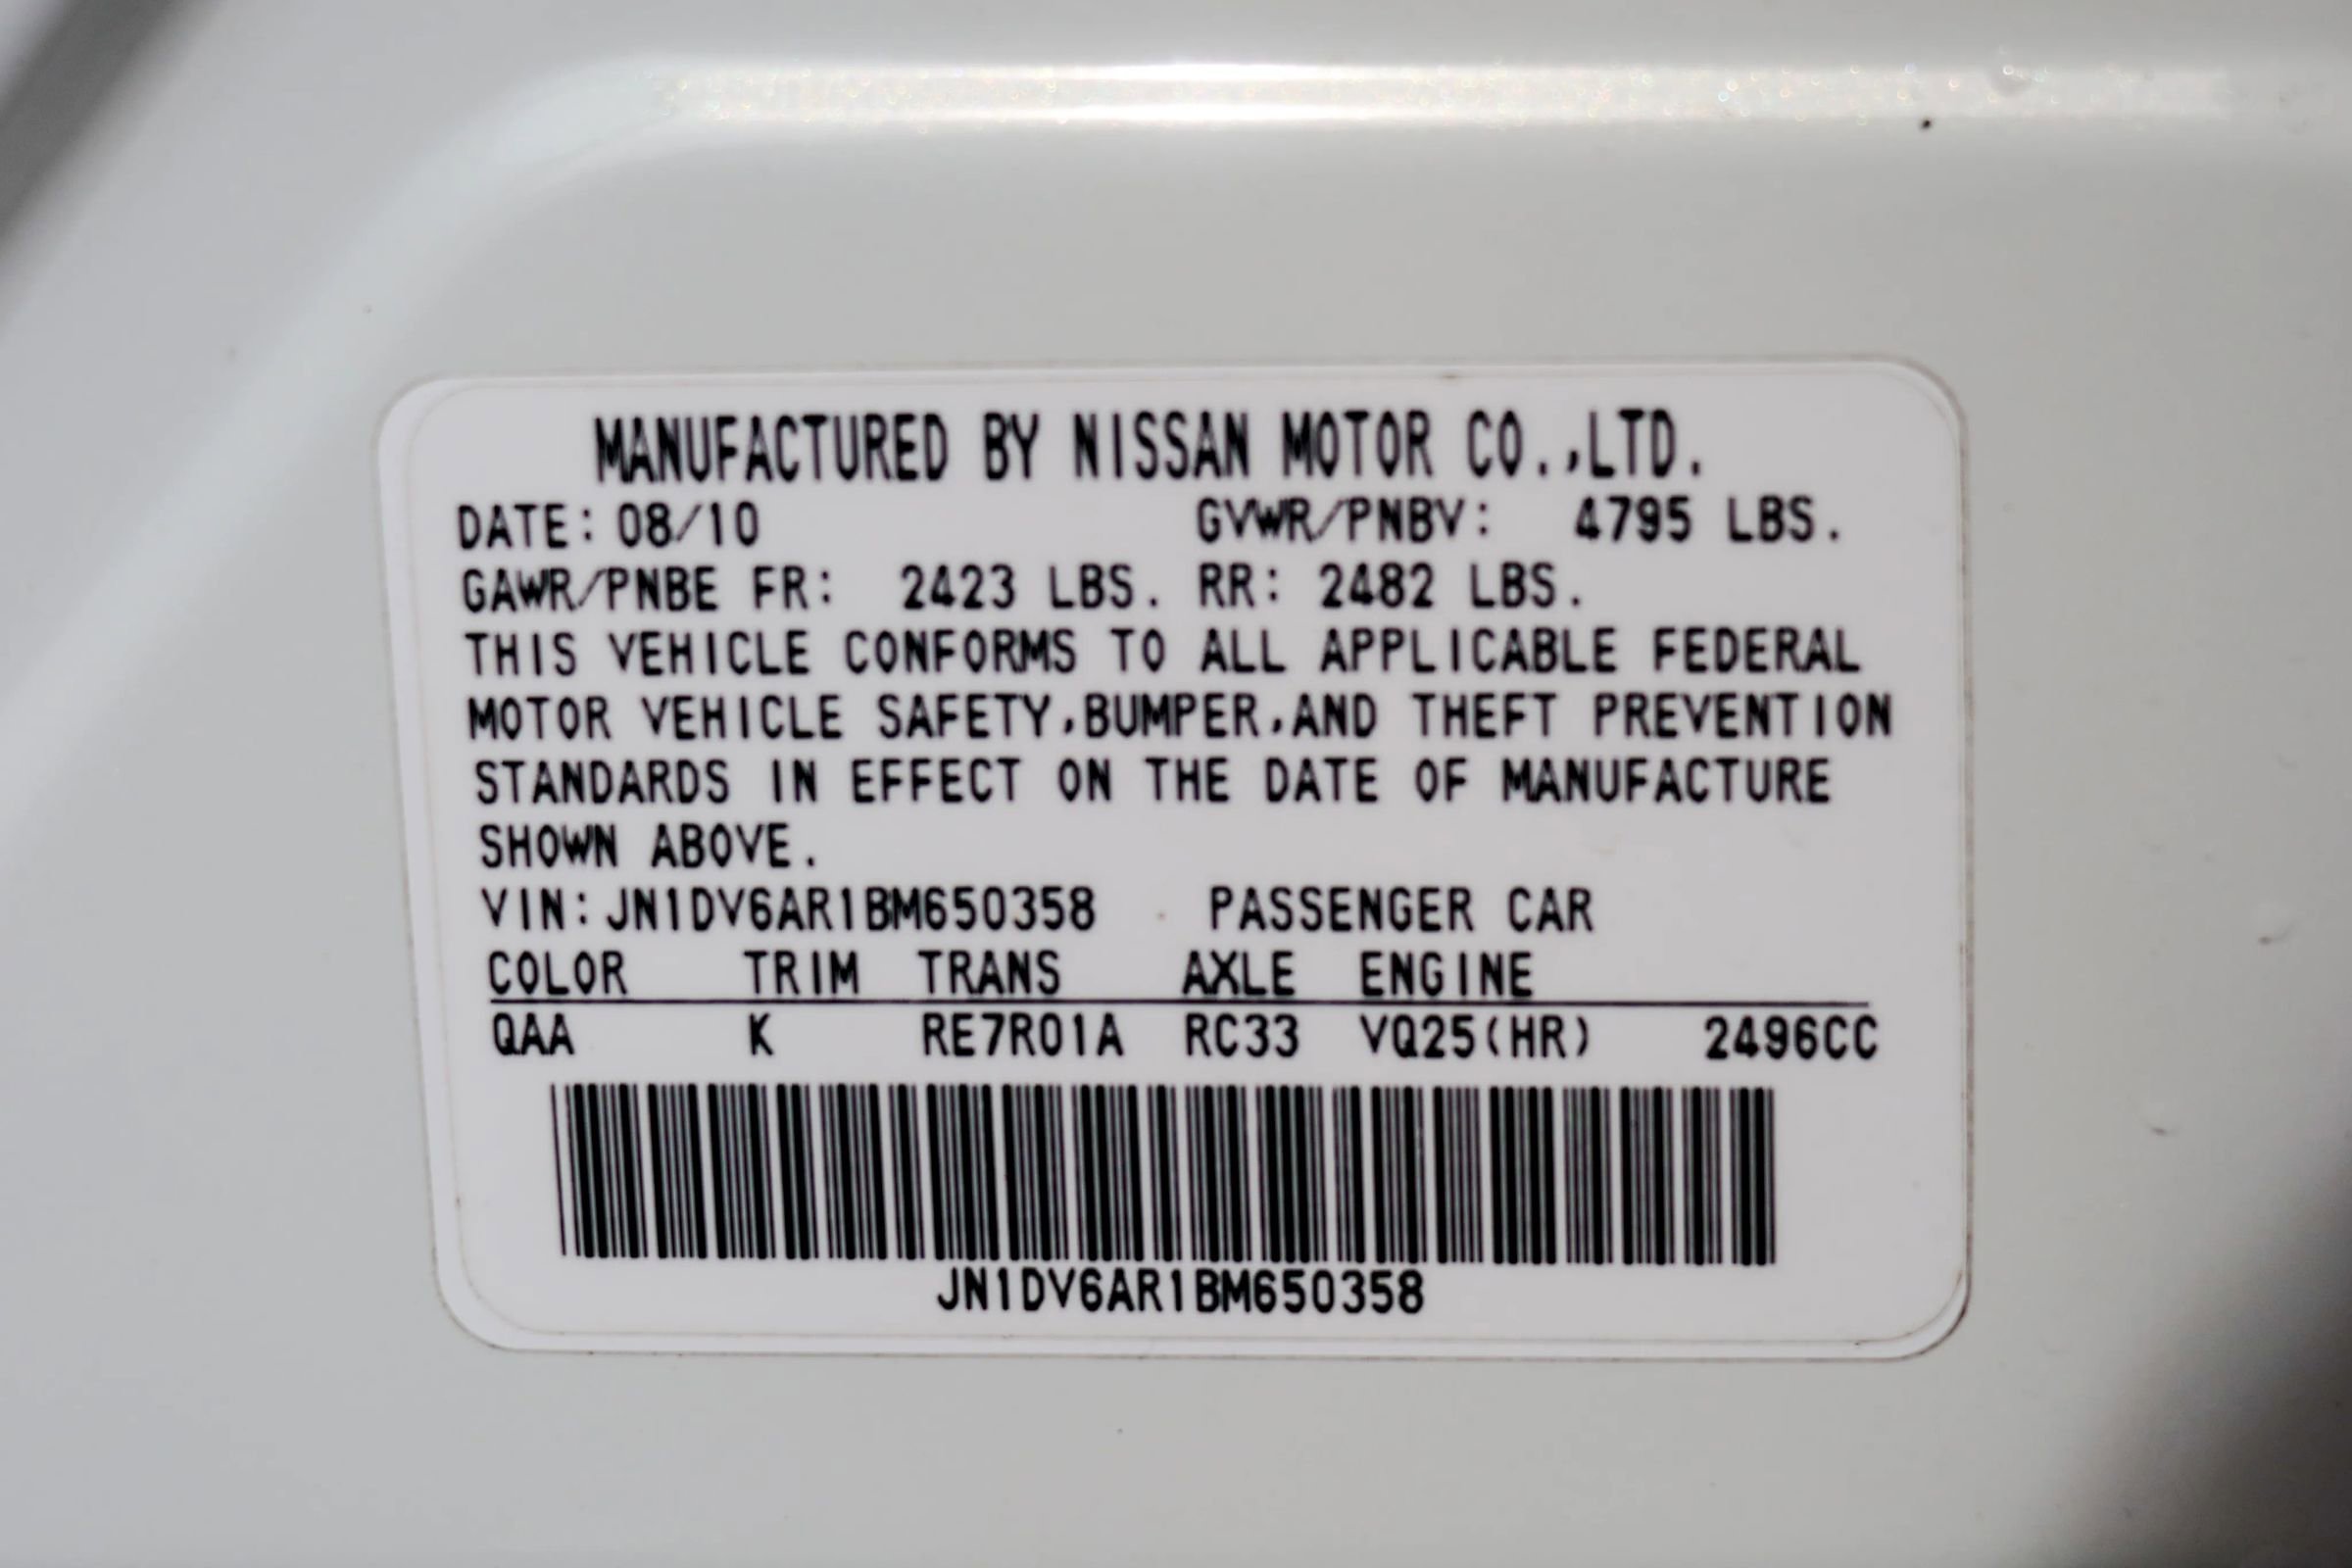 MANUFACTURED BY NISSAN MOTOR CO.,LTD.
DATE: 08/10 GVWR/PNBV: 4795 LBS.
GAWR/PNBE FR: 2423 LBS. RR: 2482 LBS.
THIS VEHICLE CONFORMS TO ALL APPLICABLE FEDERAL
MOTOR VEHICLE SAFETY,BUMPER,AND THEFT PREVENTION
STANDARDS IN EFFECT ON THE DATE OF MANUFACTURE
SHOWN ABOVE.
VIN:JN1DV6AR1BM650358 PASSENGER CAR
COLOR TRIM TRANS AXLE ENGINE
QAA K RE7R01A RC33 VQ25(HR) 2496CC
JN1DV6AR1BM650358